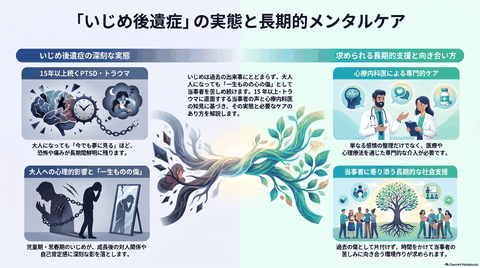 「いじめ後遺症」の実態と長期的メンタルケア
いじめ後遺症の深刻な実態
15年以上続くPTSD・トラウマ
大人になっても「今でも夢に見る」ほど、
恐怖や痛みが長期間鮮明に残ります。
大人への心理的影響と「一生ものの傷」
児童期・思春期のいじめが、成長後の対人関係や
自己肯定感に深刻な影を落とします。
いじめは過去の出来事にとどまらず、大人
人になっても「一生ものの心の傷」として
当事者を苦しめ続けます。15年以上・トラ
ウマに直面する当事者の声と心療内科医
の知見に基づき、その実態と必要なケアの
あり方を解説します。
求められる長期的支援と向き合い方
心療内科医による専門的ケア
単なる感情の整理だけでなく、医療や
心理療法を通じた専門的な介入が必要です。
当事者に寄り添う長期的な社会支援
過去の傷として片付けず、時間をかけて当事者の
苦しみに向き合う環境作りが求められます。
Gemini Notebook